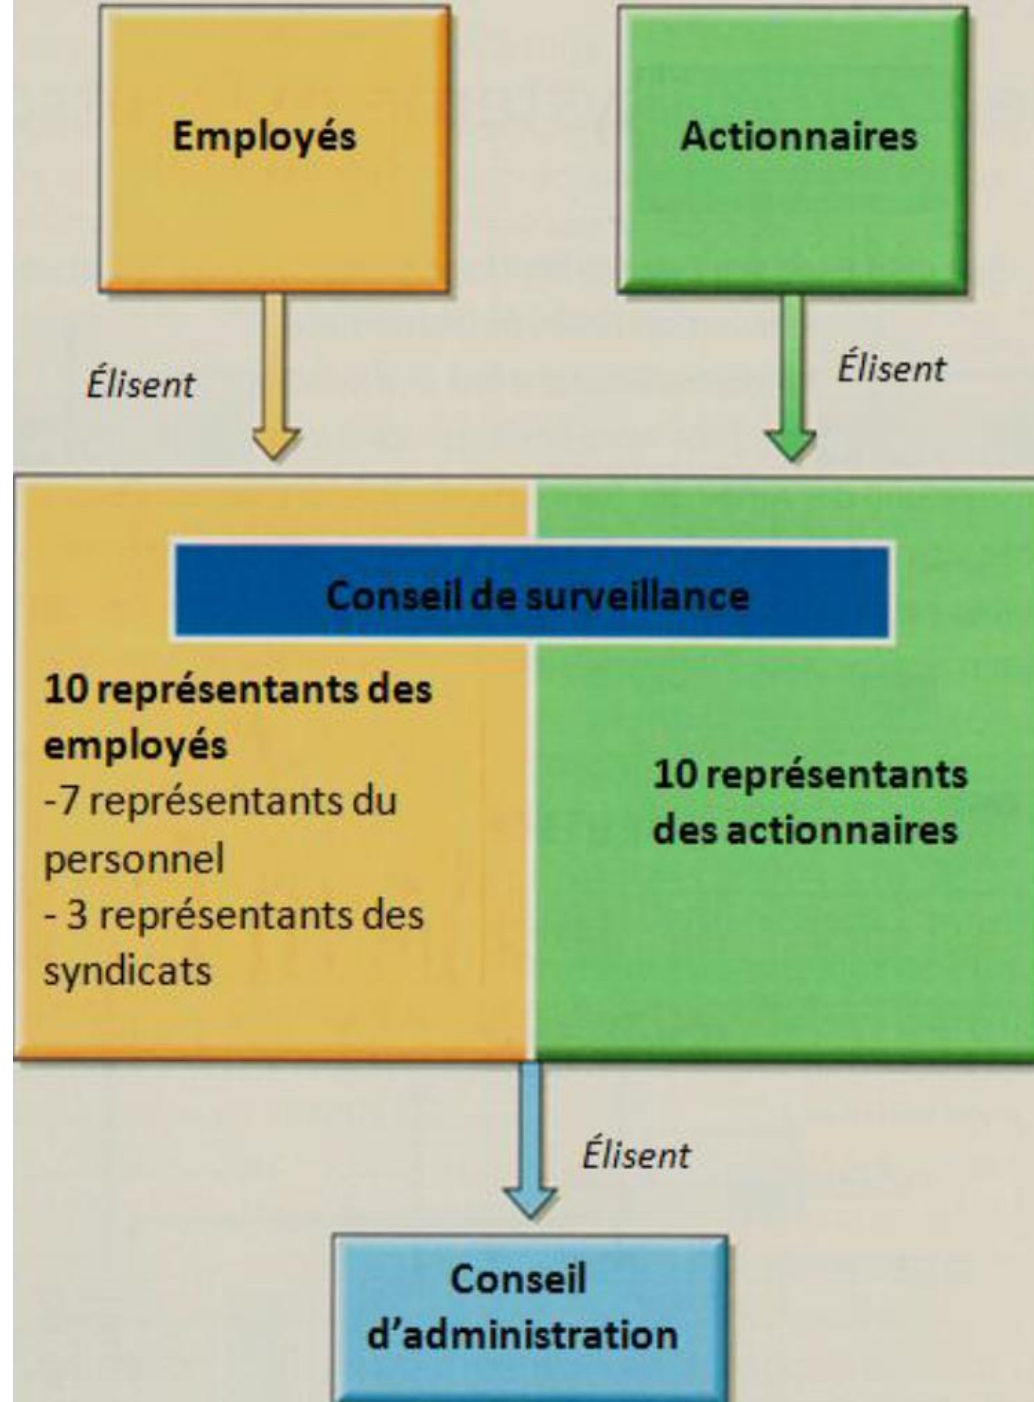 Employés
Actionnaires
Élisent
Élisent
Conseil de surveillance
10 représentants des
employés
-7 représentants du
personnel
- 3 représentants des
syndicats
10 représentants
des actionnaires
Élisent
Conseil
d’administration